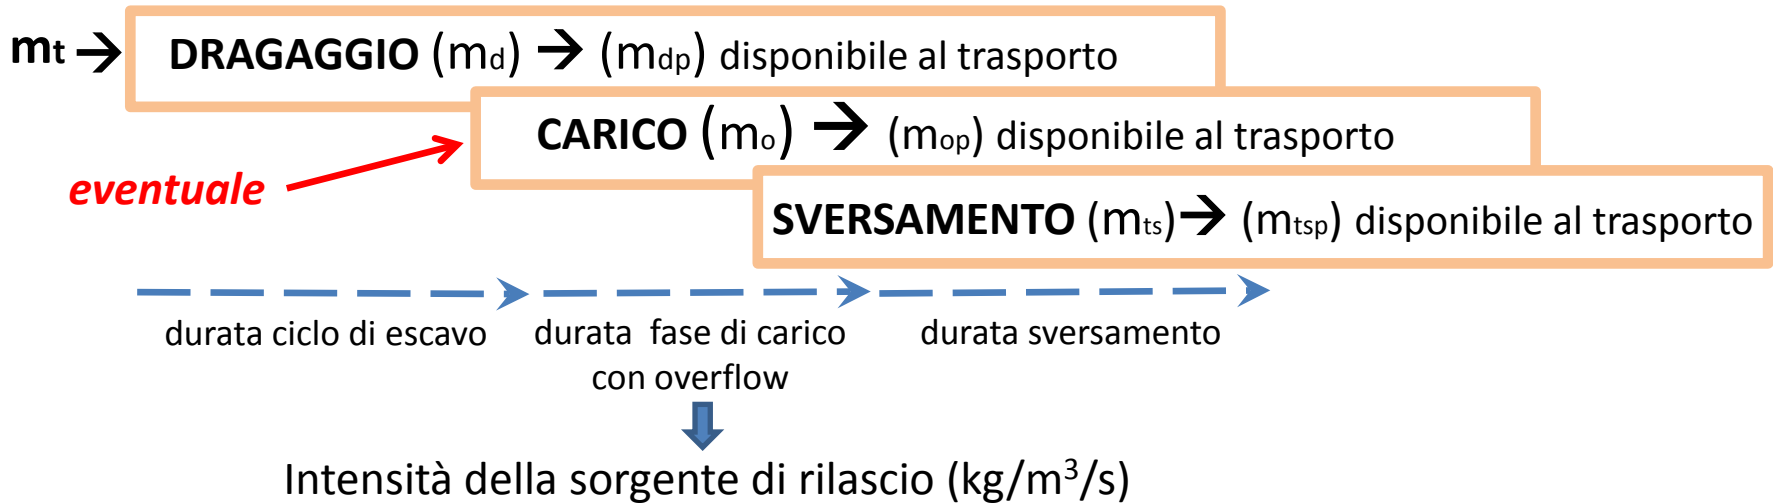 mt → DRAGAGGIO (md) → (mdp) disponibile al trasporto
CARICO (mo) → (mop) disponibile al trasporto
eventuale
SVERSAMENTO (mts) → (mtsp) disponibile al trasporto
durata ciclo di escavo
durata fase di carico
con overflow
durata sversamento
Intensità della sorgente di rilascio (kg/m³/s)